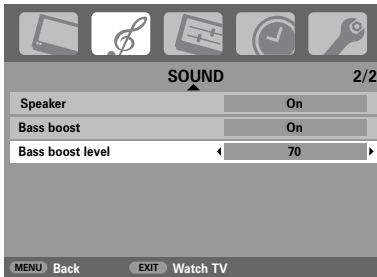 SOUND 2/2
Speaker On
Bass boost On
Bass boost level 70
MENU Back EXIT Watch TV